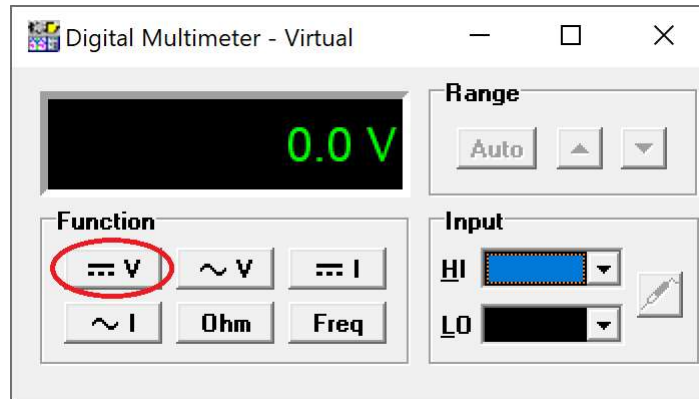 Digital Multimeter - Virtual
0.0 V
Range
Auto
Function
V
~ V
I
~ I
Ohm
Freq
Input
HI
LO